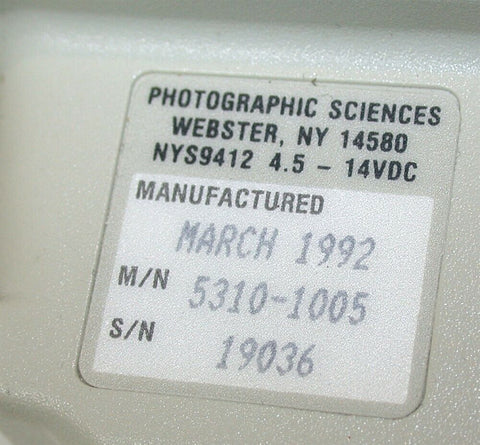 PHOTOGRAPHIC SCIENCES
WEBSTER, NY 14580
NYS9412 4.5 - 14VDC
MANUFACTURED
MARCH 1992
M/N 5310-1005
S/N 19036